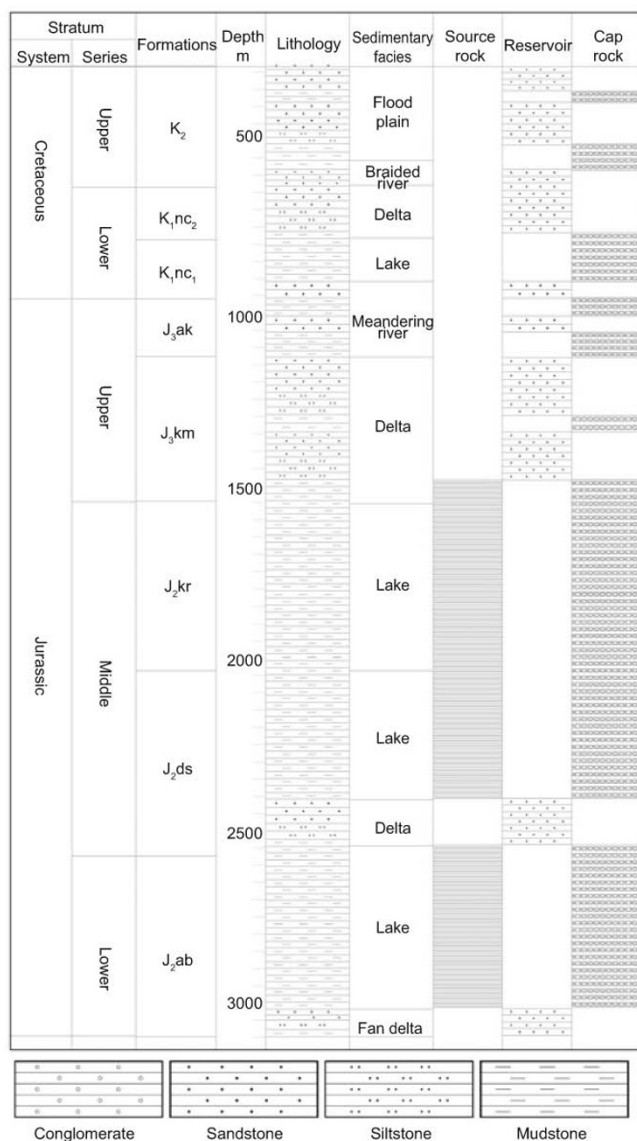 Stratum
System
Series
Formations
Depth
m
Lithology
Sedimentary
facies
Source
rock
Reservoir
Cap
rock
Cretaceous
Jurassic
Upper
Lower
Upper
Middle
Lower
K₂
K₁nc₂
K₁nc₁
J₃ak
J₃km
J₂kr
J₂ds
J₂ab
500
1000
1500
2000
2500
3000
Flood
plain
Braided
river
Delta
Lake
Meandering
river
Delta
Lake
Lake
Delta
Lake
Fan delta
Conglomerate
Sandstone
Siltstone
Mudstone